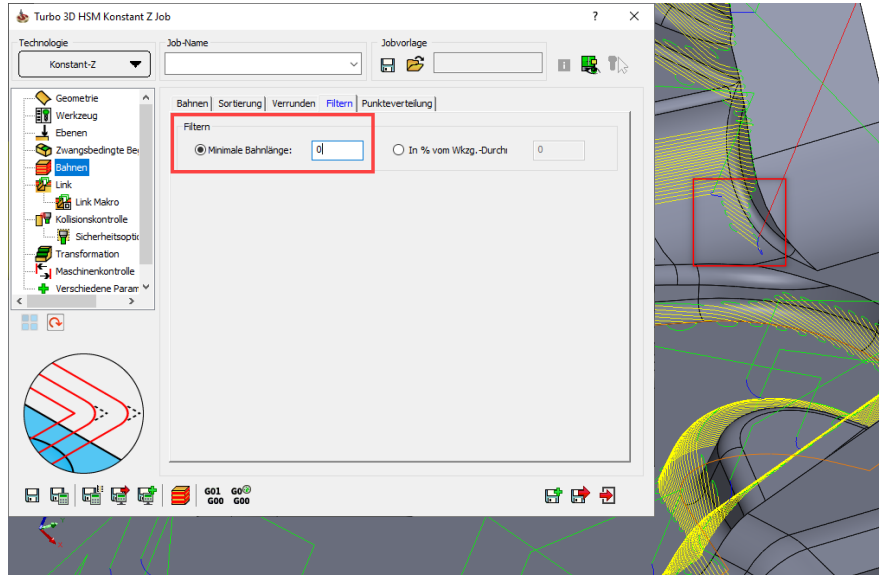 Turbo 3D HSM Konstant Z Job
Technologie
Job-Name
Jobvorlage
Konstant-Z
Geometrie
Werkzeug
Ebenen
Zwangsbedingte Be
Bahnen
Link
Link Makro
Kollisionskontrolle
Sicherheitsoptic
Transformation
Maschinenkontrolle
Verschiedene Param
Bahnen Sortierung Verrunden Filtern Punkteverteilung
Filtern
Minimale Bahnlänge: 0 In % vom Wkzg.-Durchı 0
G01 G0
G00 G00